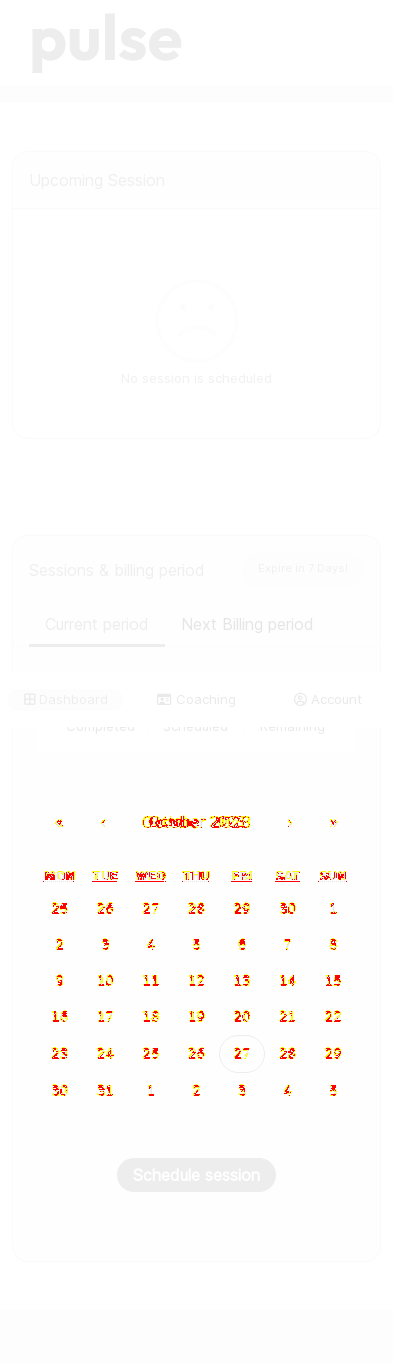 pulse
Upcoming Session
No session is scheduled
Sessions & billing period
Expire in 7 Days!
Current period
Next Billing period
Dashboard
Coaching
Account
Completed
Scheduled
Remaining
« ‹ October › »
MON TUE WED THU FRI SAT SUN
25 26 27 28 29 30 1
2 3 4 5 6 7 8
9 10 11 12 13 14 15
16 17 18 19 20 21 22
23 24 25 26 27 28 29
30 31 1 2 3 4 5
Schedule session